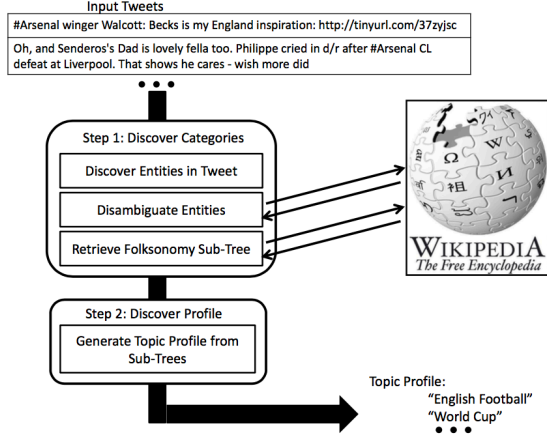 Input Tweets
#Arsenal winger Walcott: Becks is my England inspiration: http://tinyurl.com/37zyjsc
Oh, and Senderos's Dad is lovely fella too. Philippe cried in d/r after #Arsenal CL
defeat at Liverpool. That shows he cares - wish more did
Step 1: Discover Categories
Discover Entities in Tweet
Disambiguate Entities
Retrieve Folksonomy Sub-Tree
Ω
W
И
祖
WIKIPEDIA
The Free Encyclopedia
Step 2: Discover Profile
Generate Topic Profile from
Sub-Trees
Topic Profile:
"English Football"
"World Cup"